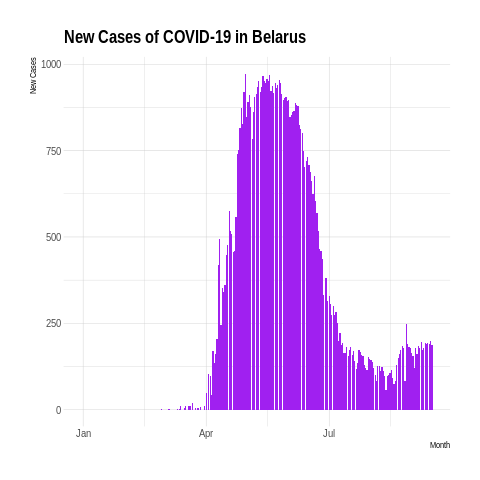 New Cases of COVID-19 in Belarus
New Cases
1000
750
500
250
0
Jan
Apr
Jul
Month